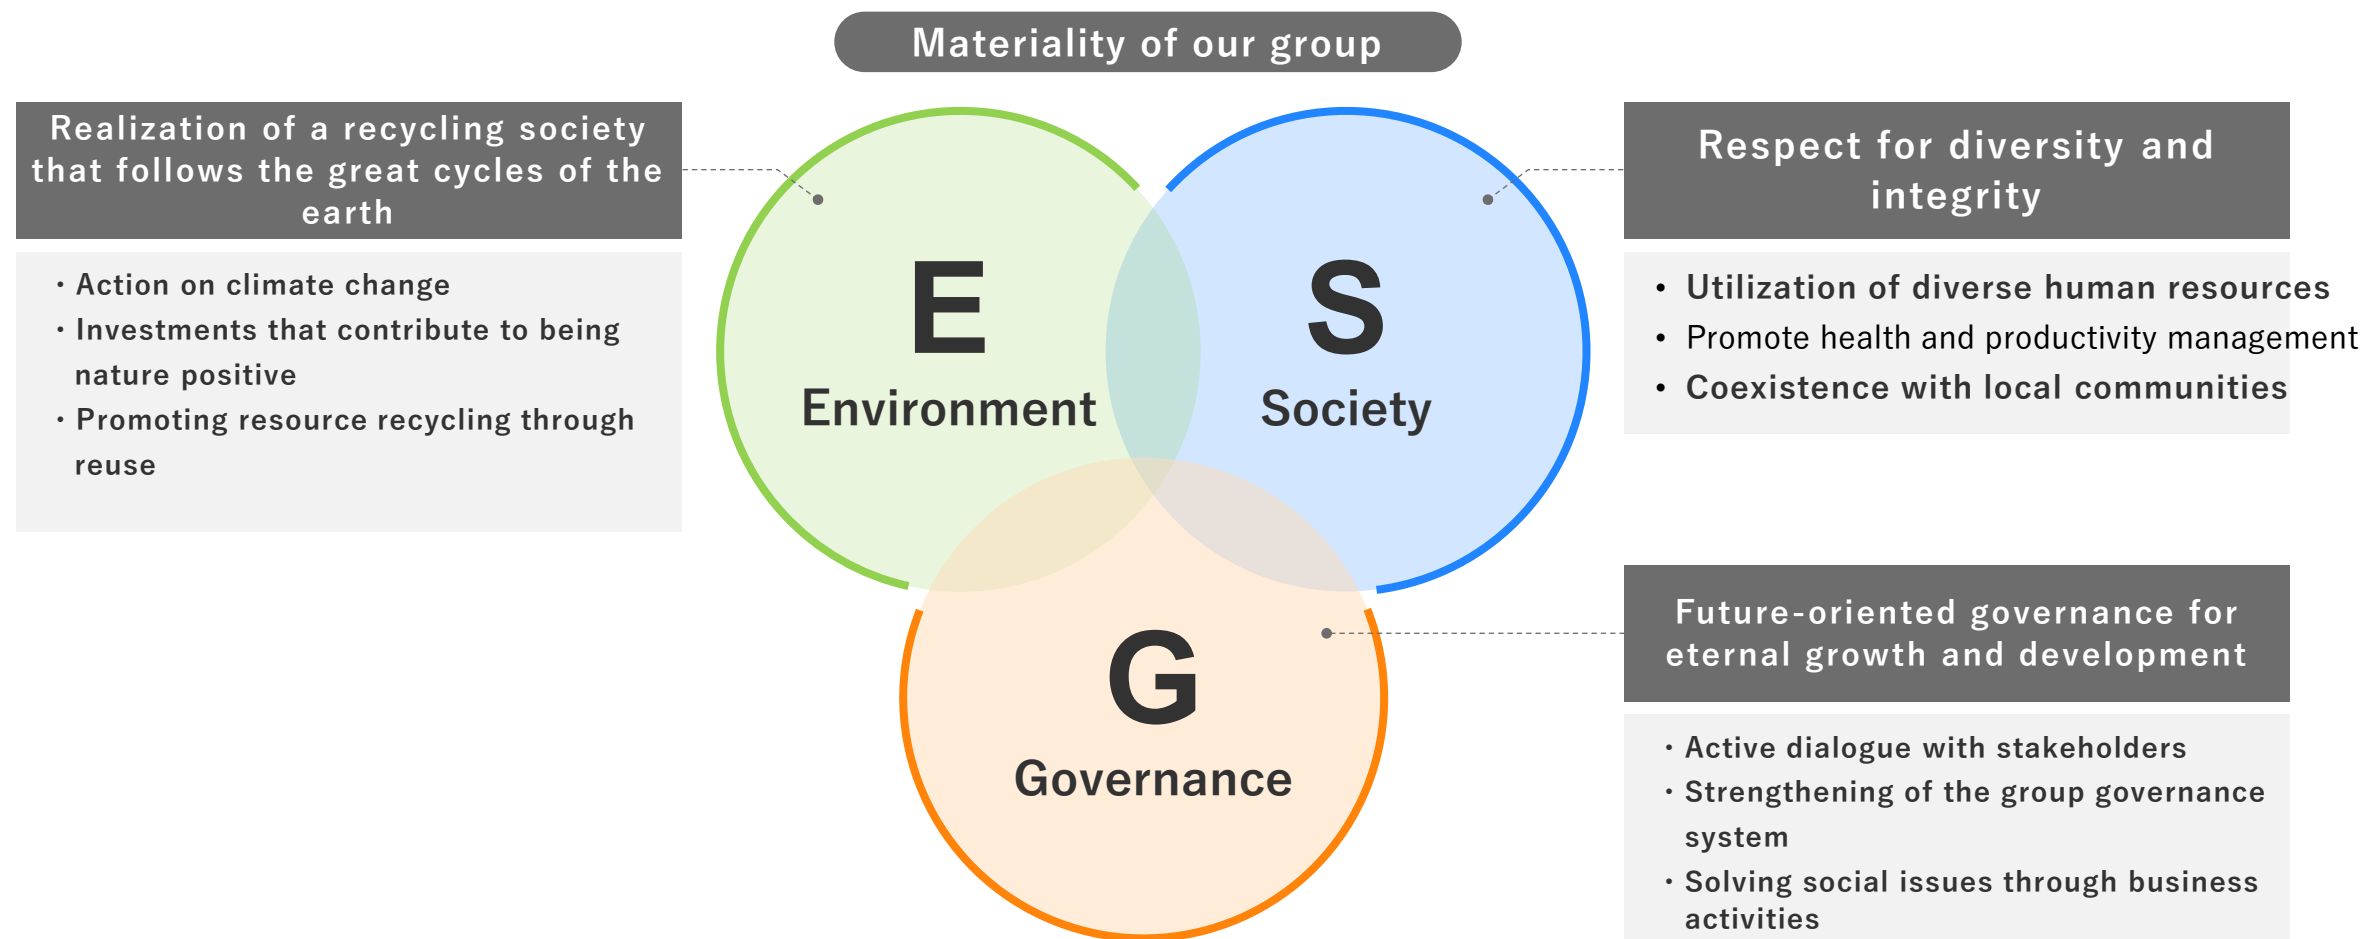 Materiality of our group
Realization of a recycling society
that follows the great cycles of the
earth
・Action on climate change
・Investments that contribute to being
nature positive
・Promoting resource recycling through
reuse
E
Environment
S
Society
G
Governance
Respect for diversity and
integrity
• Utilization of diverse human resources
• Promote health and productivity management
• Coexistence with local communities
Future-oriented governance for
eternal growth and development
・Active dialogue with stakeholders
・Strengthening of the group governance
system
・Solving social issues through business
activities